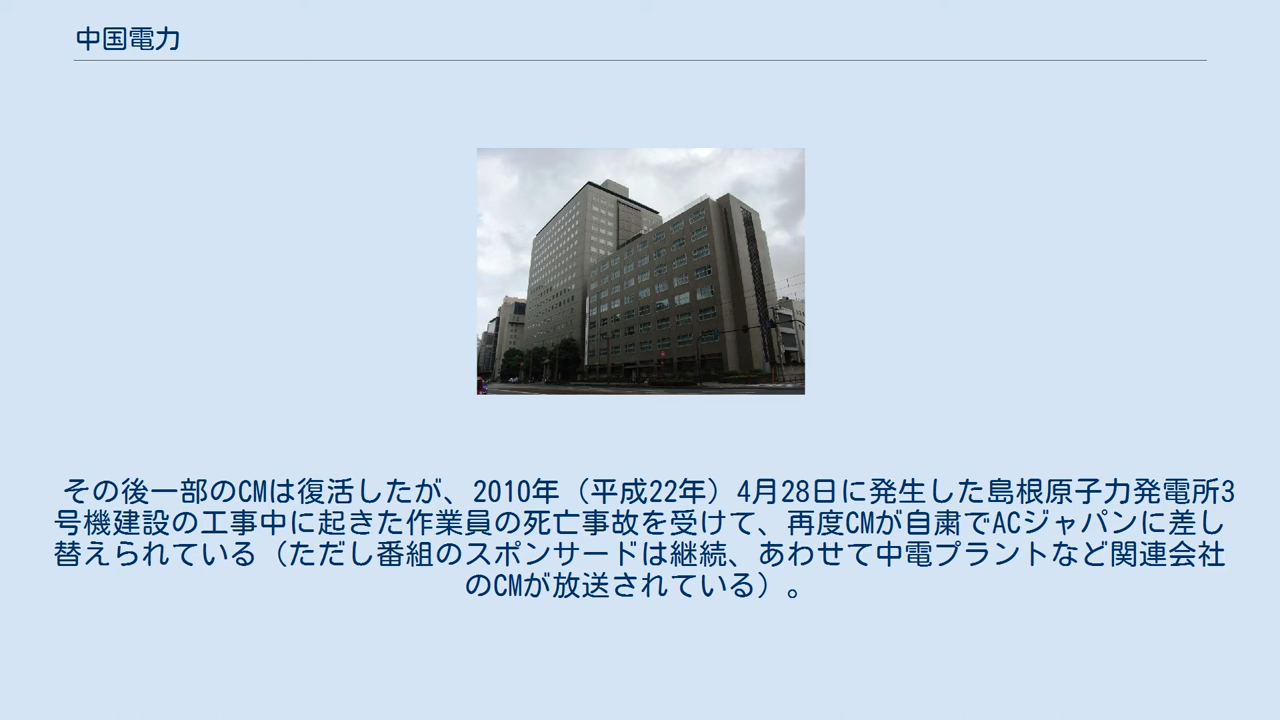 中国電力
その後一部のCMは復活したが、2010年（平成22年）4月28日に発生した島根原子力発電所3
号機建設の工事中に起きた作業員の死亡事故を受けて、再度CMが自粛でACジャパンに差し
替えられている（ただし番組のスポンサードは継続、あわせて中電プラントなど関連会社
のCMが放送されている）。